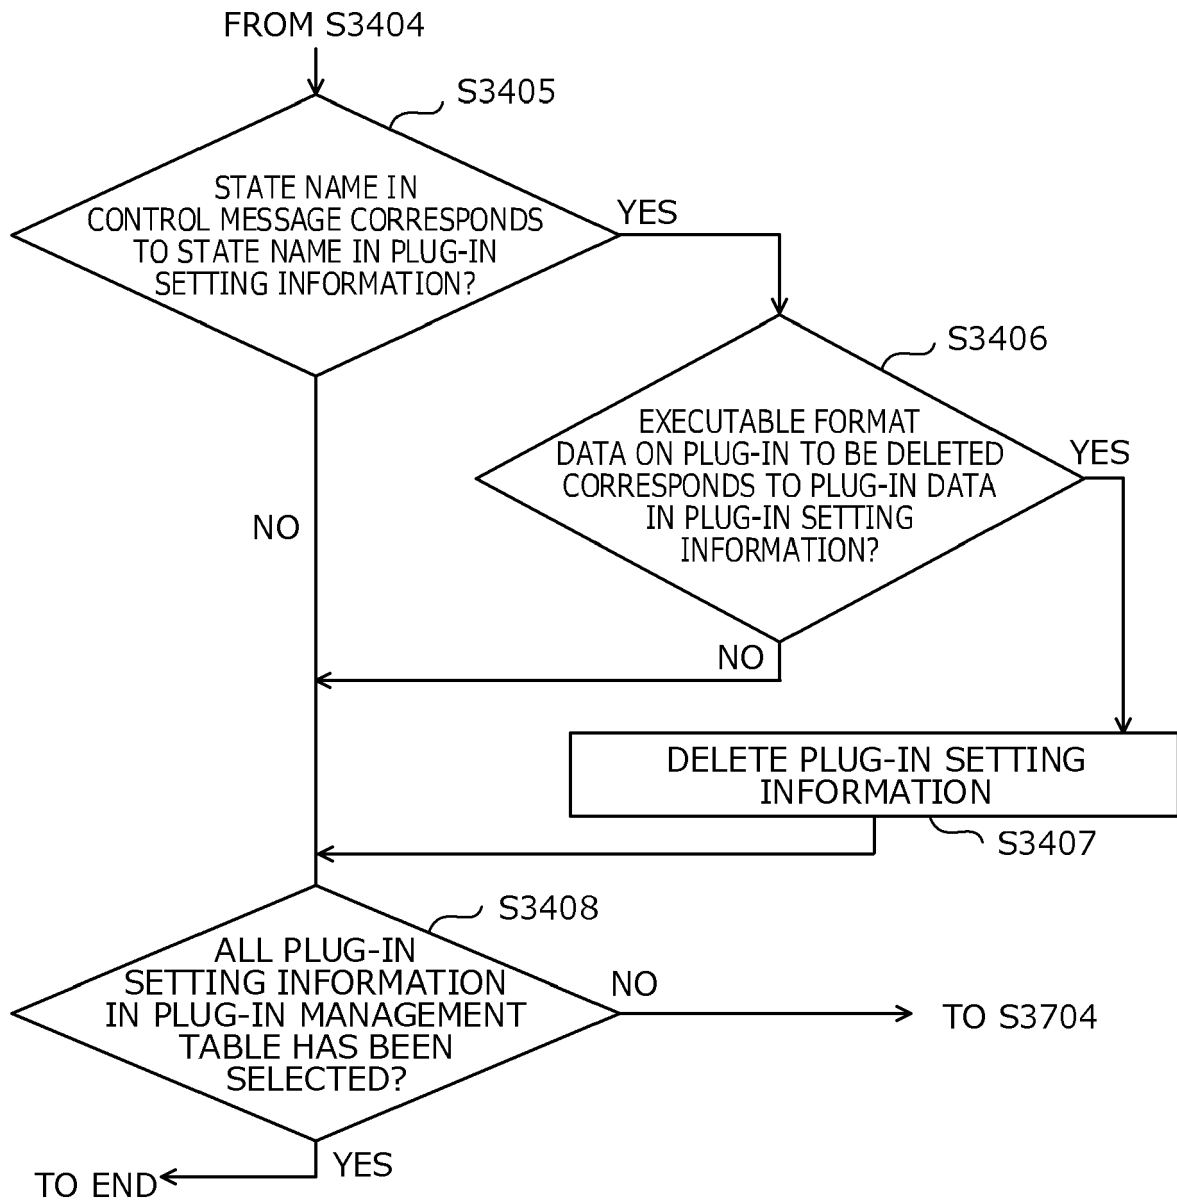 FROM S3404
S3405
STATE NAME IN
CONTROL MESSAGE CORRESPONDS
TO STATE NAME IN PLUG-IN
SETTING INFORMATION?
YES
S3406
EXECUTABLE FORMAT
DATA ON PLUG-IN TO BE DELETED
CORRESPONDS TO PLUG-IN DATA
IN PLUG-IN SETTING
INFORMATION?
YES
NO
NO
DELETE PLUG-IN SETTING
INFORMATION
S3407
S3408
ALL PLUG-IN
SETTING INFORMATION
IN PLUG-IN MANAGEMENT
TABLE HAS BEEN
SELECTED?
NO
TO S3704
YES
TO END